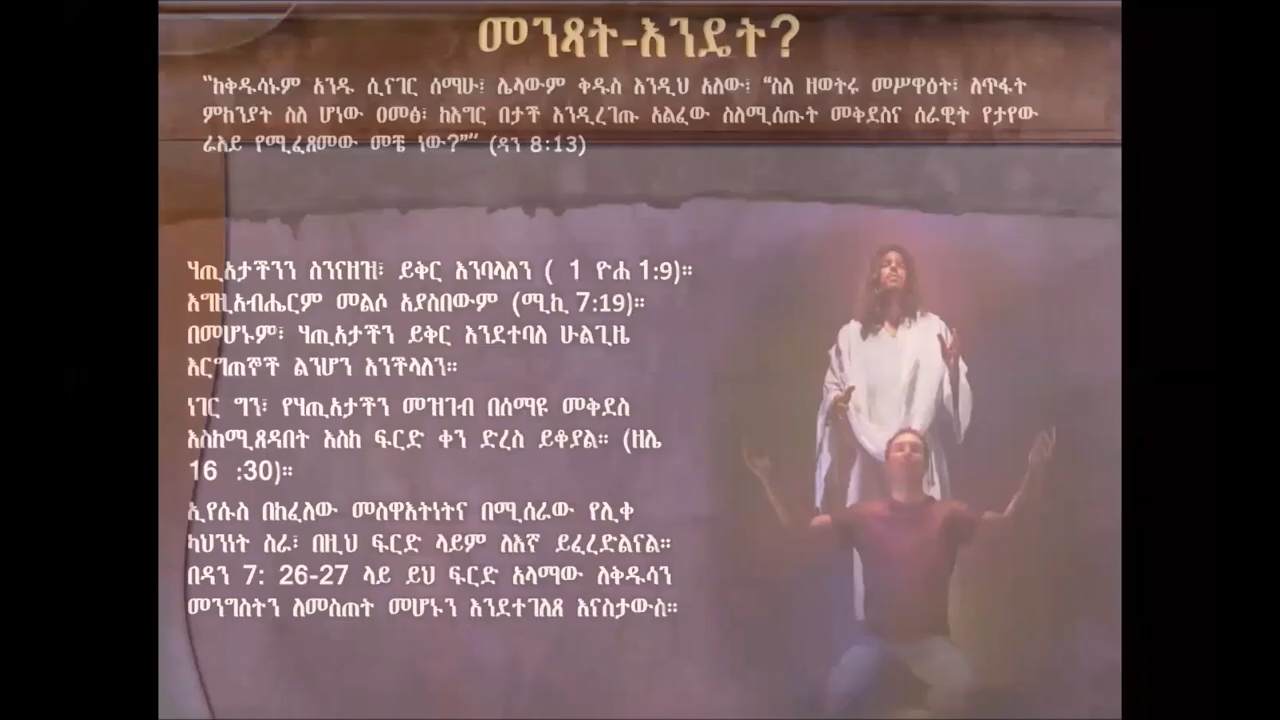 መንጻት-እንዴት?
“ከቅዱሳኑም አንዱ ሲናገር ሰማሁ፤ ሌላውም ቅዱስ እንዲህ አለው፤ “ስለ ዘወትሩ መሥዋዕት፣ ለጥፋት
ምክንያት ስለ ሆነው ዐመፅ፣ ከእግር በታች እንዲረገጡ አልፈው ስለሚሰጡት መቅደስና ሰራዊት የታየው
ራእይ የሚፈጸመው መቼ ነው?”“ (ዳን 8:13)
ሃጢአታችንን ስንናዘዝ፣ ይቅር እንባላለን ( 1 ዮሐ 1:9)።
እግዚአብሔርም መልሶ አያስበውም (ሚኪ 7:19)።
በመሆኑም፣ ሃጢአታችን ይቅር እንደተባለ ሁልጊዜ
እርግጠኞች ልንሆን እንችላለን።
ነገር ግን፣ የሃጢአታችን መዝገብ በሰማዩ መቅደስ
እስከሚጸዳበት እስከ ፍርድ ቀን ድረስ ይቆያል። (ዘሌ
16 :30)።
ኢየሱስ በከፈለው መስዋእትነትና በሚሰራው የሊቀ
ካህንነት ስራ፣ በዚህ ፍርድ ላይም ለእኛ ይፈረድልናል።
በዳን 7: 26-27 ላይ ይህ ፍርድ አላማው ለቅዱሳን
መንግስትን ለመስጠት መሆኑን እንደተገለጸ እናስታውስ።